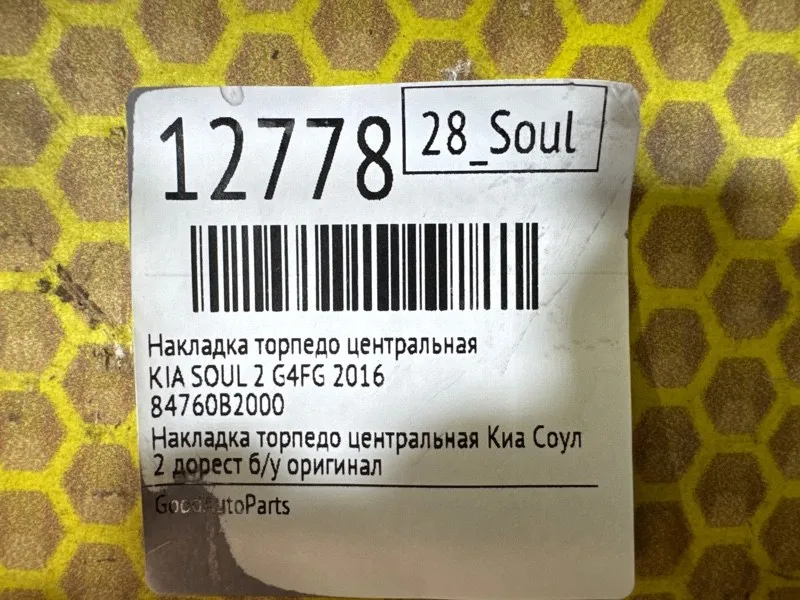 12778
28_Soul
Накладка торпедо центральная
KIA SOUL 2 G4FG 2016
84760B2000
Накладка торпедо центральная Киа Соул
2 дорест б/у оригинал
GoodAutoParts